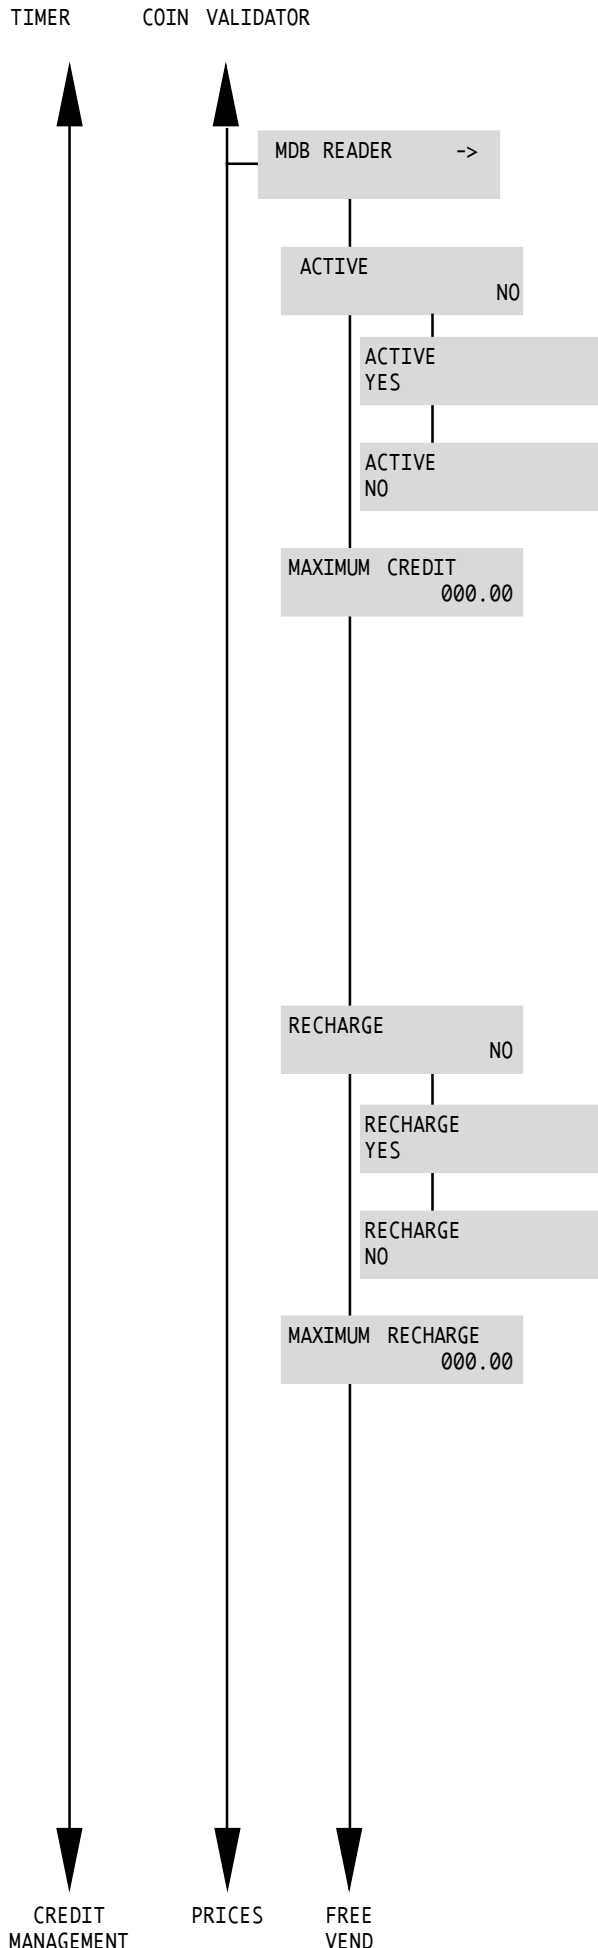 TIMER COIN VALIDATOR
MDB READER ->
ACTIVE
NO
ACTIVE
YES
ACTIVE
NO
MAXIMUM CREDIT
000.00
RECHARGE
NO
RECHARGE
YES
RECHARGE
NO
MAXIMUM RECHARGE
000.00
CREDIT
MANAGEMENT
PRICES
FREE
VEND